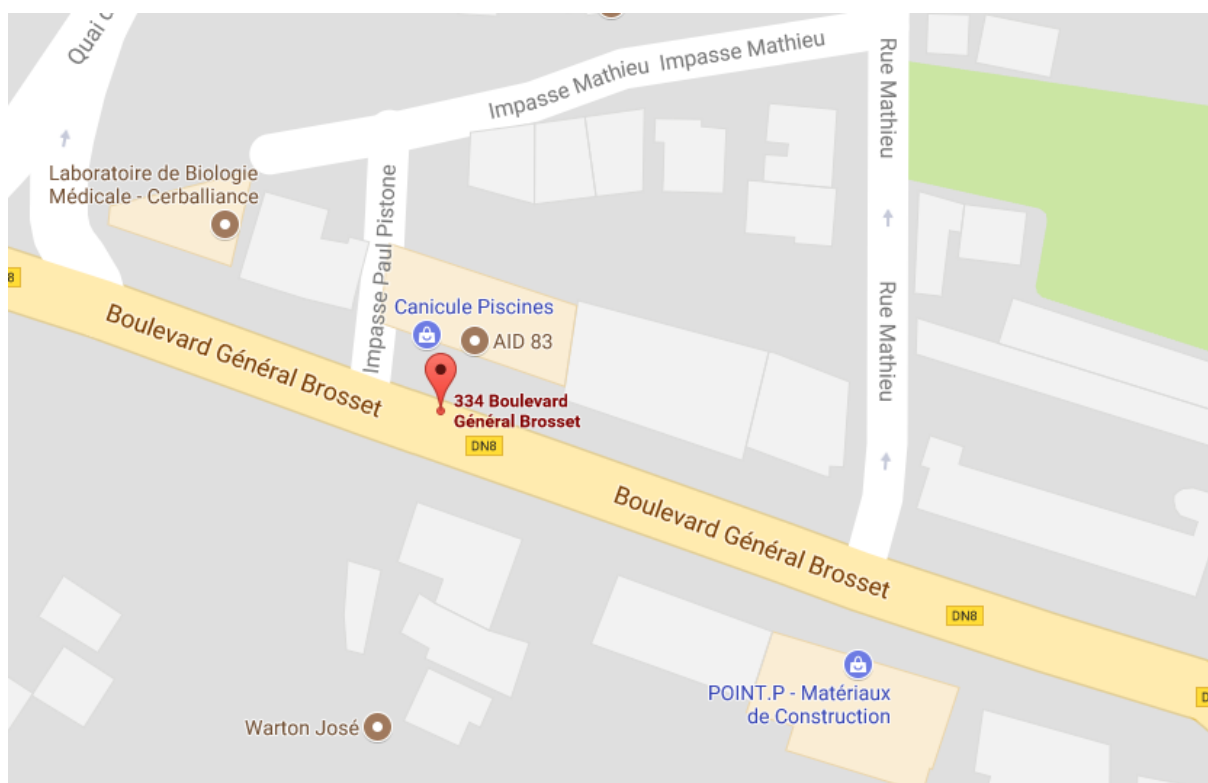 Quai
Impasse Mathieu
Impasse Mathieu
Rue Mathieu
Laboratoire de Biologie
Médicale - Cerballiance
Impasse Paul Pistone
8
Boulevard Général Brosset
Canicule Piscines
AID 83
Rue Mathieu
334 Boulevard
Général Brosset
DN8
Boulevard Général Brosset
DN8
POINT.P - Matériaux
de Construction
Warton José